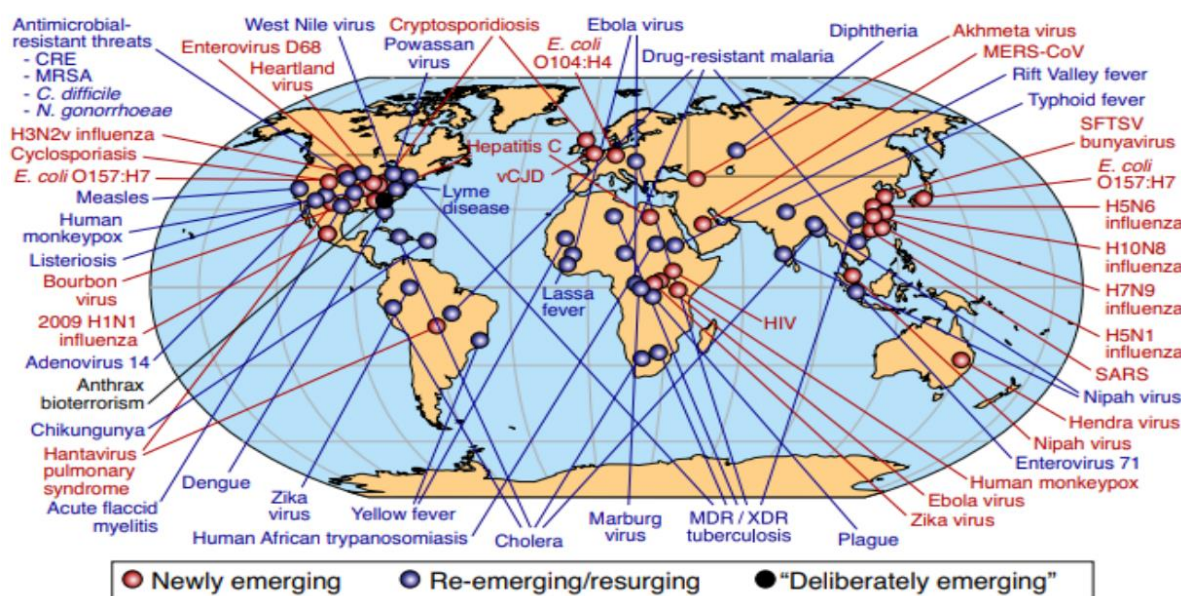 Antimicrobial-
resistant threats
- CRE
- MRSA
- C. difficile
- N. gonorrhoeae
West Nile virus
Enterovirus D68
Heartland
virus
Cryptosporidiosis
Powassan
virus
E. coli
O104:H4
Ebola virus
Drug-resistant malaria
Diphtheria
Akhmeta virus
MERS-CoV
Rift Valley fever
Typhoid fever
SFTSV
bunyavirus
E. coli
O157:H7
H5N6
influenza
H10N8
influenza
H7N9
influenza
H5N1
influenza
SARS
Nipah virus
Hendra virus
Nipah virus
Enterovirus 71
Human monkeypox
Ebola virus
Zika virus
H3N2v influenza
Cyclosporiasis
E. coli O157:H7
Measles
Human
monkeypox
Listeriosis
Bourbon
virus
2009 H1N1
influenza
Adenovirus 14
Anthrax
bioterrorism
Chikungunya
Hantavirus
pulmonary
syndrome
Acute flaccid
myelitis
Hepatitis C
vCJD
Lyme
disease
Lassa
fever
HIV
Dengue
Zika
virus
Yellow fever
Human African trypanosomiasis
Cholera
Marburg
virus
MDR / XDR
tuberculosis
Plague
Newly emerging
Re-emerging/resurging
"Deliberately emerging"